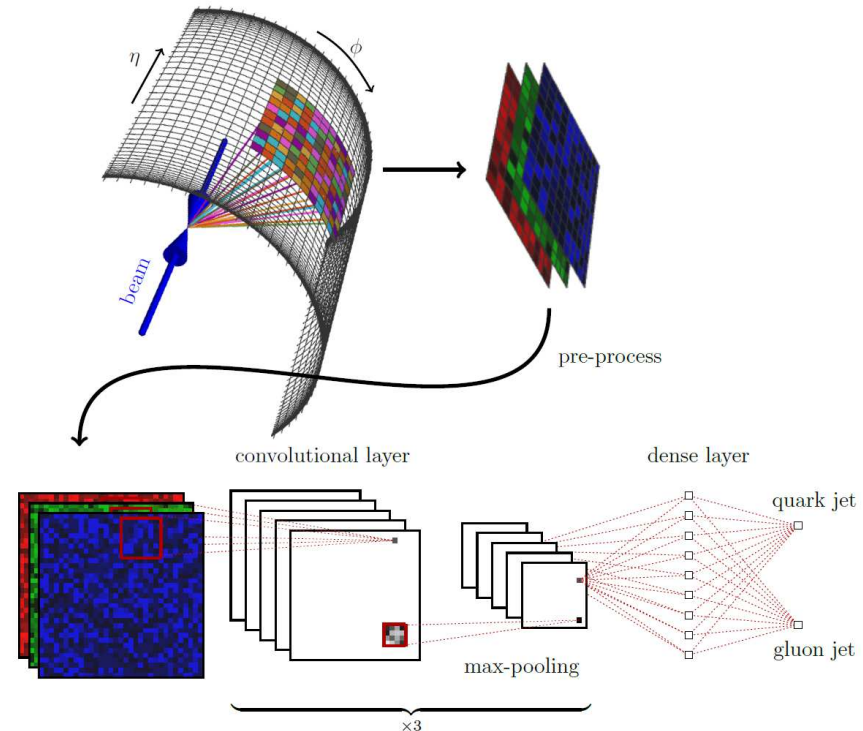 η
ϕ
beam
pre-process
convolutional layer
dense layer
quark jet
gluon jet
max-pooling
×3